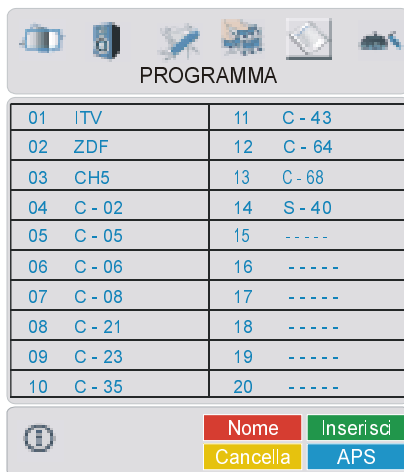 PROGRAMMA
01 ITV 11 C - 43
02 ZDF 12 C - 64
03 CH5 13 C - 68
04 C - 02 14 S - 40
05 C - 05 15 - - - - -
06 C - 06 16 - - - - -
07 C - 08 17 - - - - -
08 C - 21 18 - - - - -
09 C - 23 19 - - - - -
10 C - 35 20 - - - - -
Nome Inserisci
Cancella APS